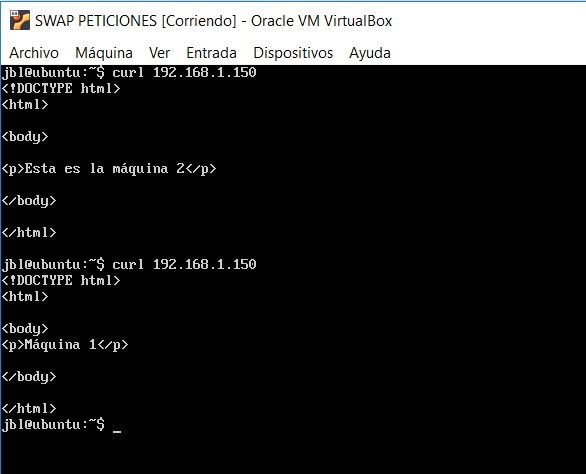 SWAP PETICIONES [Corriendo] - Oracle VM VirtualBox
Archivo Máquina Ver Entrada Dispositivos Ayuda
jbl@ubuntu:~$ curl 192.168.1.150
<!DOCTYPE html>
<html>
<body>
<p>Esta es la máquina 2</p>
</body>
</html>
jbl@ubuntu:~$ curl 192.168.1.150
<!DOCTYPE html>
<html>
<body>
<p>Máquina 1</p>
</body>
</html>
jbl@ubuntu:~$ _